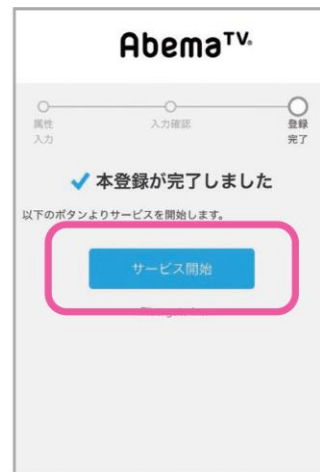 AbemaTV.
属性
入力
入力確認
登録
完了
本登録が完了しました
以下のボタンよりサービスを開始します。
サービス開始